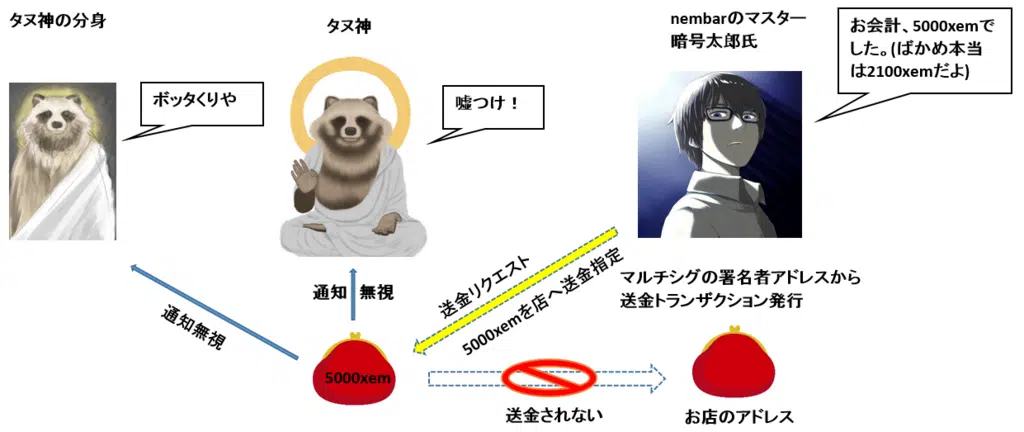 タヌ神の分身
タヌ神
nembarのマスター
暗号太郎氏
お会計、5000xemで
した。(ばかめ本当
は2100xemだよ)
ボッタくりや
嘘つけ！
送金リクエスト
5000xemを店へ送金指定
マルチシグの署名者アドレスから
送金トランザクション発行
通知無視
通知 無視
5000xem
送金されない
お店のアドレス